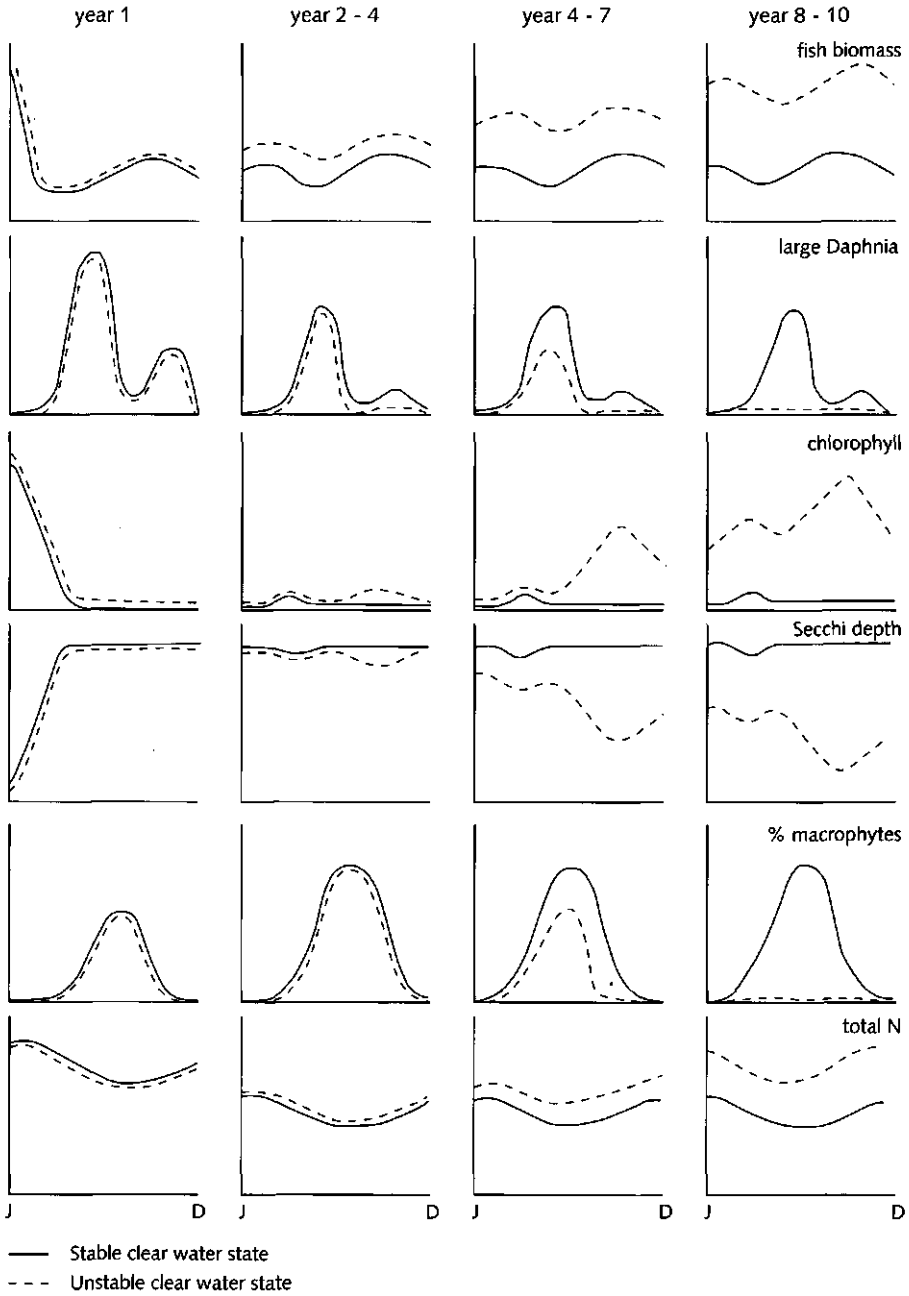 year 1 year 2 - 4 year 4 - 7 year 8 - 10
fish biomass
large Daphnia
chlorophyll
Secchi depth
% macrophytes
total N
J D J D J D J D
Stable clear water state
Unstable clear water state